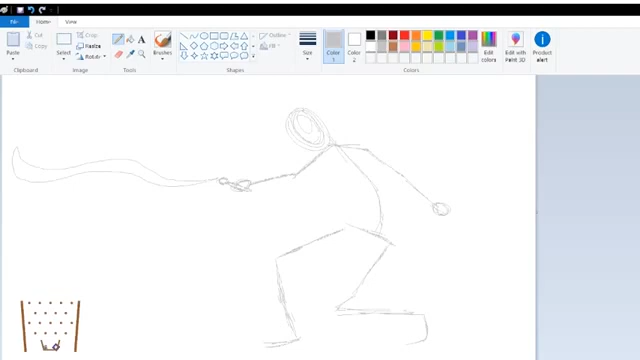 File Home View
Paste
Cut
Copy
Select
Crop
Resize
Rotate
Brushes
Outline
Fill
Size
Color
1
Color
2
Edit
colors
Edit with
Paint 3D
Product
alert
Clipboard Image Tools Shapes Colors